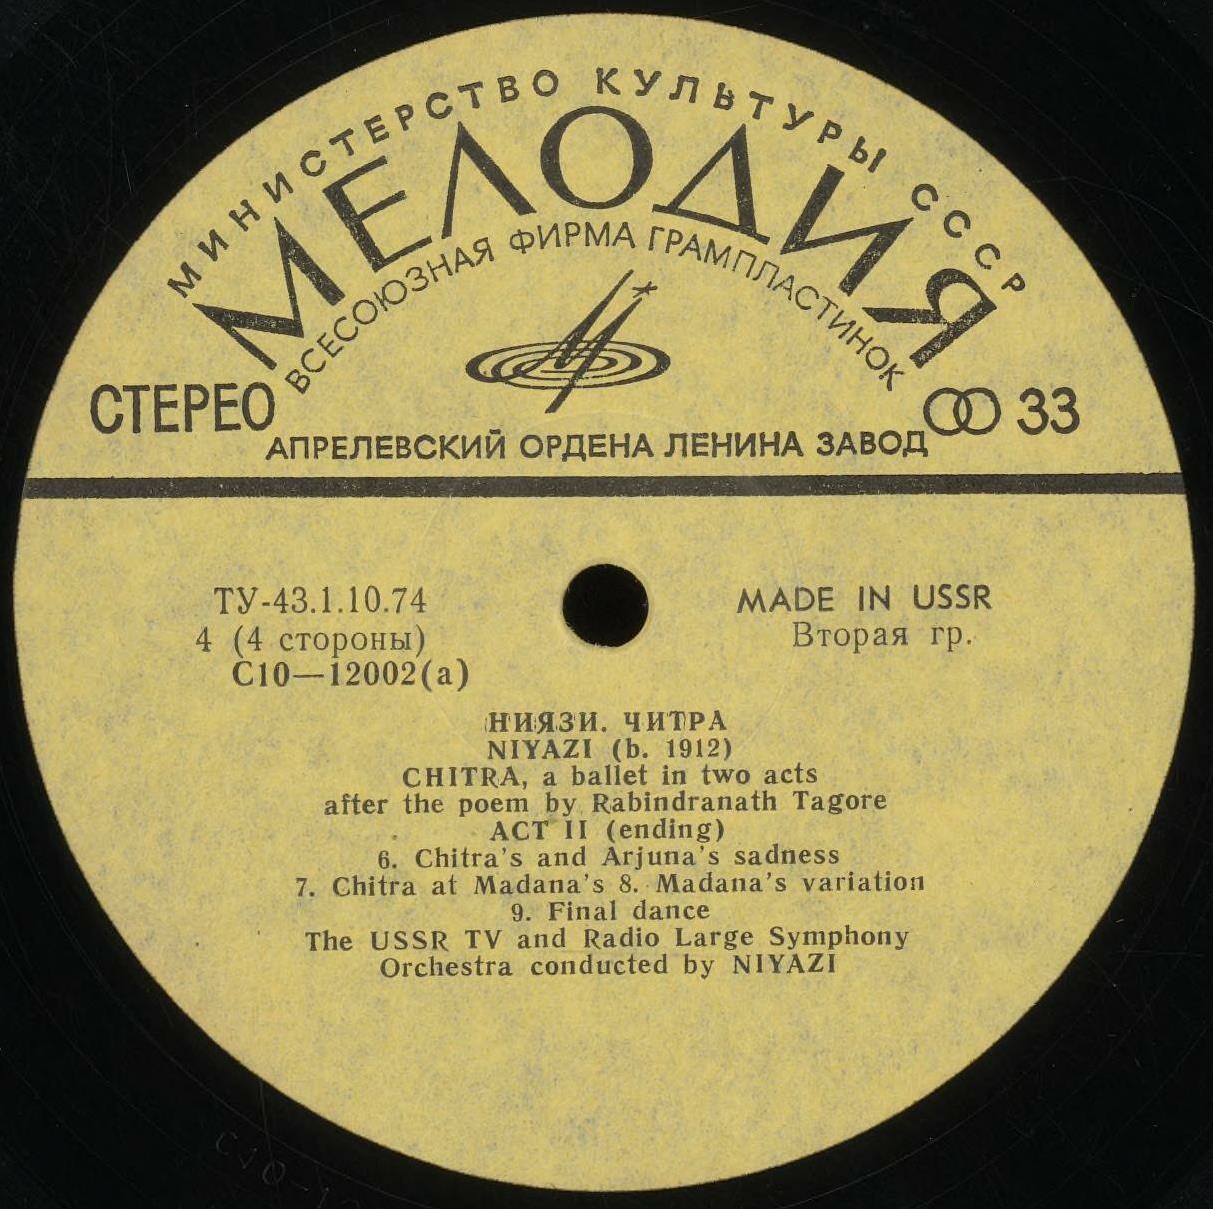 МИНИСТЕРСТВО КУЛЬТУРЫ СССР
МЕЛОДИЯ
ВСЕСОЮЗНАЯ ФИРМА ГРАМПЛАСТИНОК
СТЕРЕО
33
АПРЕЛЕВСКИЙ ОРДЕНА ЛЕНИНА ЗАВОД
ТУ-43.1.10.74
MADE IN USSR
4 (4 стороны)
Вторая гр.
С10—12002(а)
НИЯЗИ. ЧИТРА
NIYAZI (b. 1912)
CHITRA, a ballet in two acts
after the poem by Rabindranath Tagore
ACT II (ending)
6. Chitra's and Arjuna's sadness
7. Chitra at Madana's 8. Madana's variation
9. Final dance
The USSR TV and Radio Large Symphony
Orchestra conducted by NIYAZI